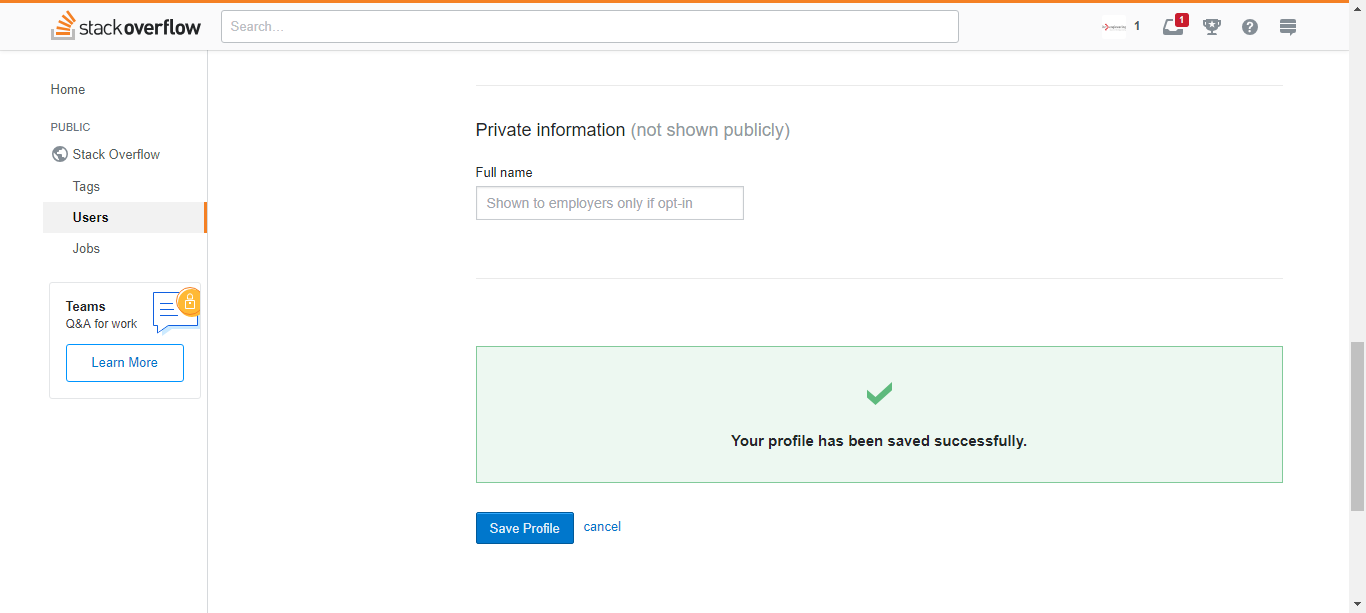 stackoverflow
Search...
1
1
?
Home
PUBLIC
Stack Overflow
Tags
Users
Jobs
Teams
Q&A for work
Learn More
Private information (not shown publicly)
Full name
Shown to employers only if opt-in
Your profile has been saved successfully.
Save Profile
cancel